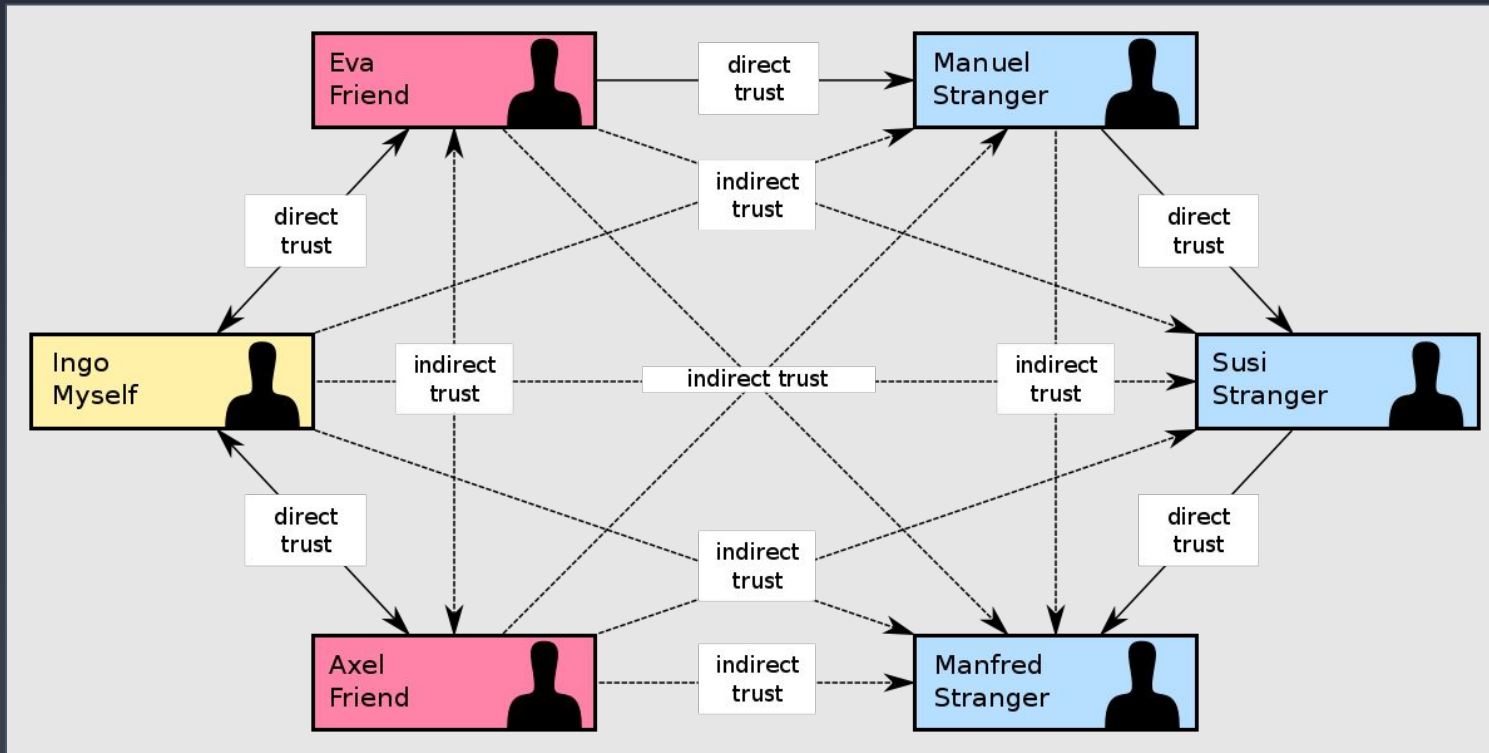 Eva
Friend
direct
trust
Manuel
Stranger
indirect
trust
direct
trust
direct
trust
Ingo
Myself
indirect
trust
indirect trust
indirect
trust
Susi
Stranger
direct
trust
indirect
trust
direct
trust
Axel
Friend
indirect
trust
Manfred
Stranger